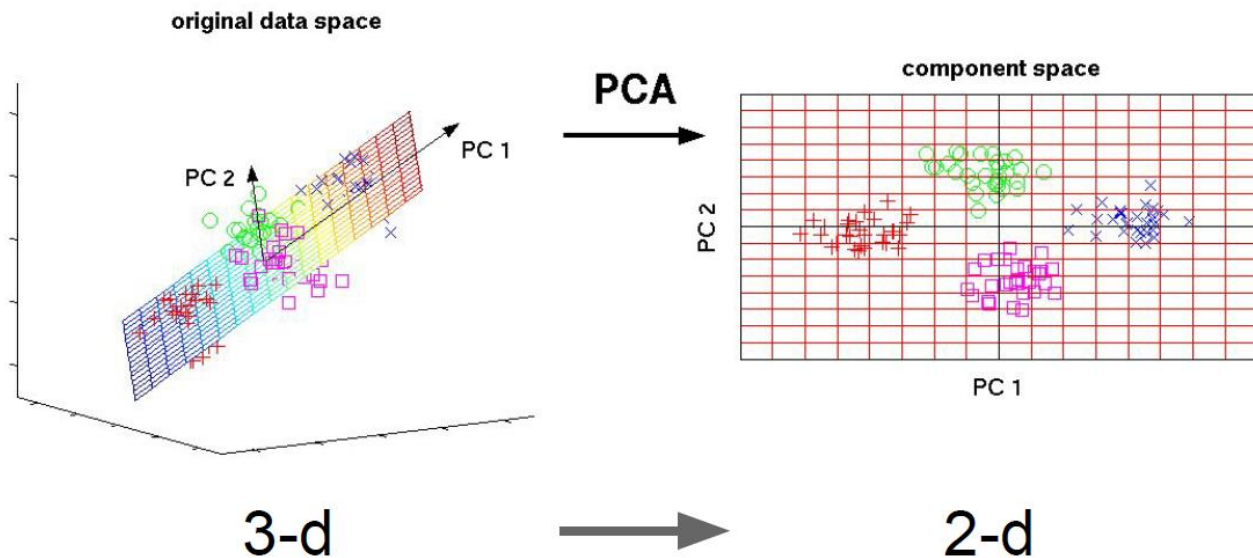 original data space
PC 1
PC 2
PCA
component space
PC 2
PC 1
3-d
2-d